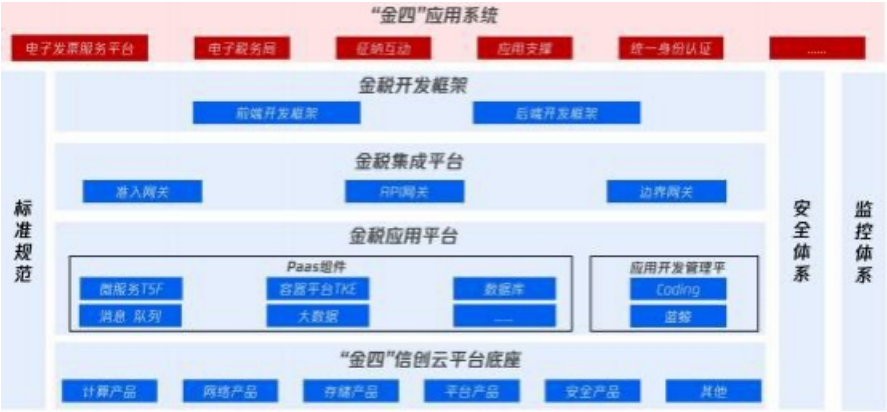 “金四”应用系统
电子发票服务平台 电子税务局 征纳互动 应用支撑 统一身份认证 ......
金税开发框架
前端开发框架 后端开发框架
金税集成平台
准入网关 API网关 边界网关
金税应用平台
Paas组件
微服务TSF 容器平台TKE 数据库
消息 队列 大数据 ......
应用开发管理平
Coding
蓝鲸
“金四”信创云平台底座
计算产品 网络产品 存储产品 平台产品 安全产品 其他
标准规范
安全体系
监控体系